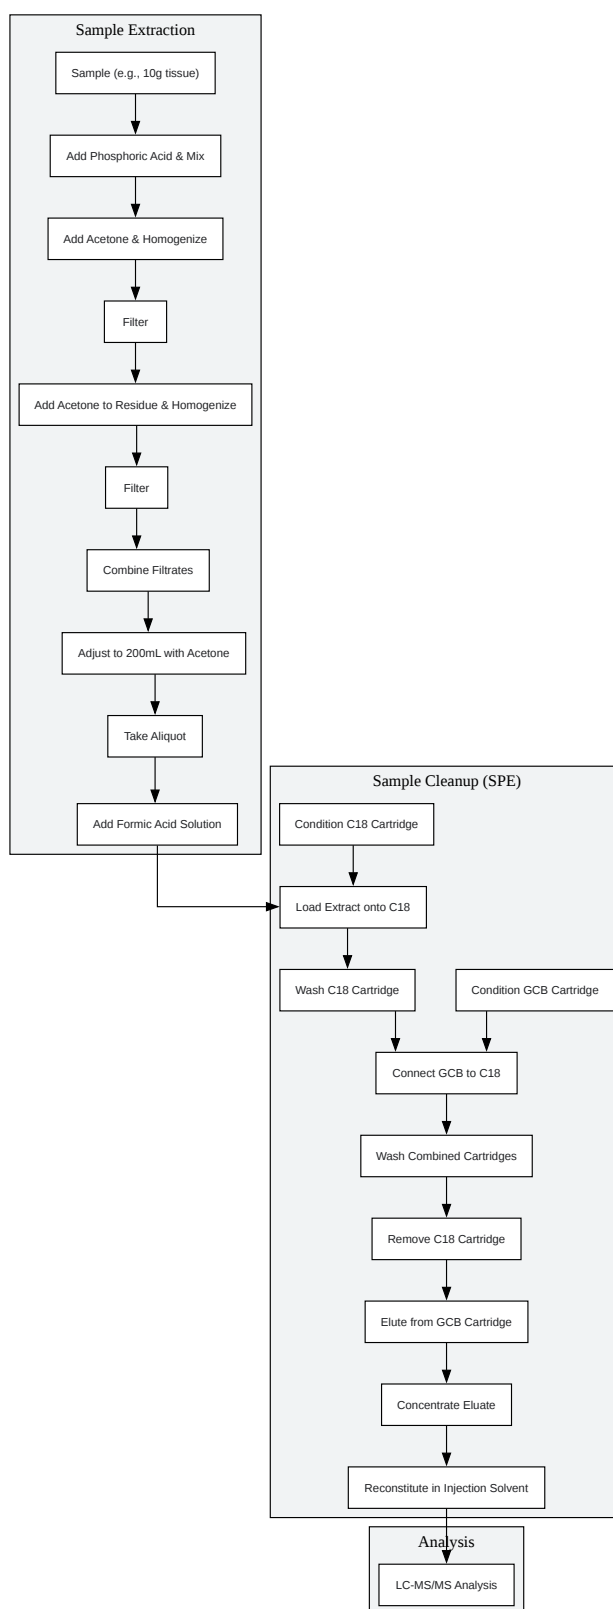 Sample Extraction
Sample (e.g., 10g tissue)
Add Phosphoric Acid & Mix
Add Acetone & Homogenize
Filter
Add Acetone to Residue & Homogenize
Filter
Combine Filtrates
Adjust to 200mL with Acetone
Take Aliquot
Add Formic Acid Solution
Sample Cleanup (SPE)
Condition C18 Cartridge
Load Extract onto C18
Wash C18 Cartridge
Condition GCB Cartridge
Connect GCB to C18
Wash Combined Cartridges
Remove C18 Cartridge
Elute from GCB Cartridge
Concentrate Eluate
Reconstitute in Injection Solvent
Analysis
LC-MS/MS Analysis